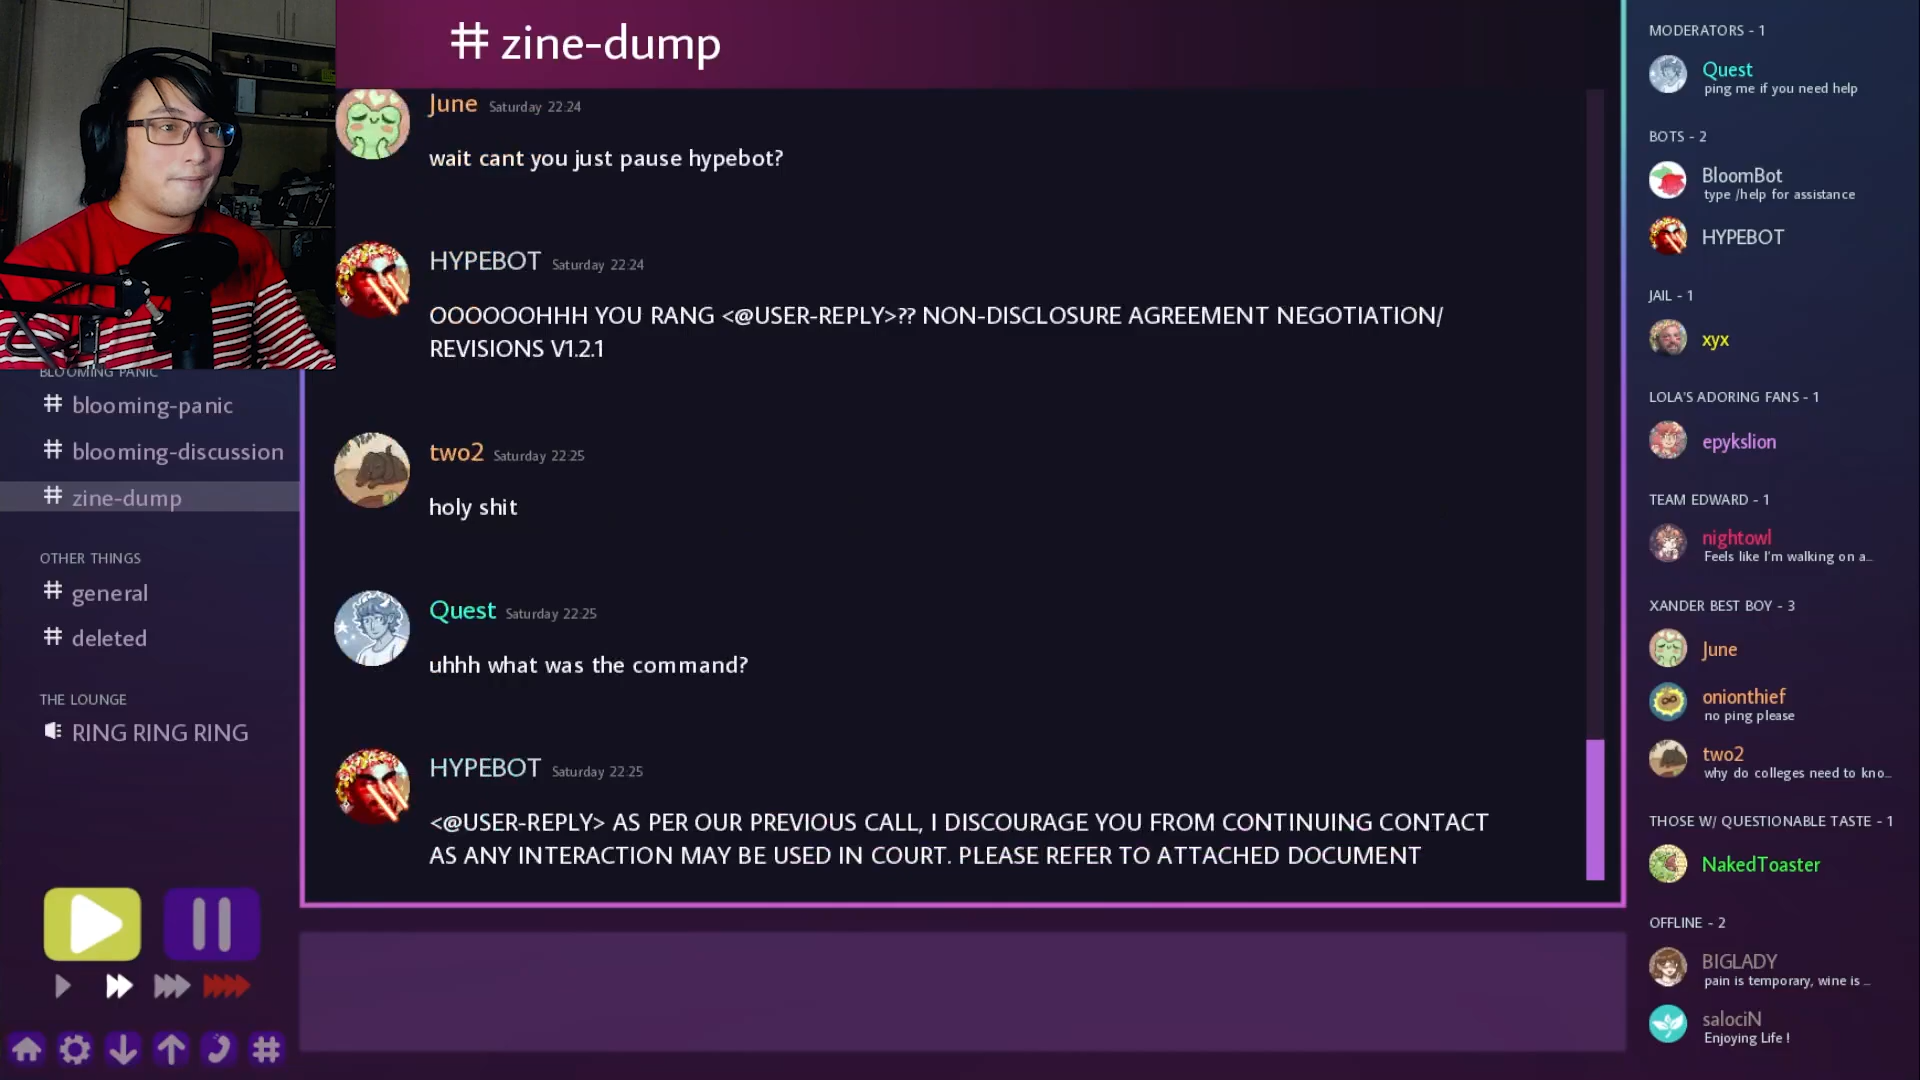 # zine-dump
June Saturday 22:24
wait cant you just pause hypebot?
HYPEBOT Saturday 22:24
OOOOOOHHH YOU RANG <@USER-REPLY>?? NON-DISCLOSURE AGREEMENT NEGOTIATION/
REVISIONS V1.2.1
two2 Saturday 22:25
holy shit
Quest Saturday 22:25
uhhh what was the command?
HYPEBOT Saturday 22:25
<@USER-REPLY> AS PER OUR PREVIOUS CALL, I DISCOURAGE YOU FROM CONTINUING CONTACT
AS ANY INTERACTION MAY BE USED IN COURT. PLEASE REFER TO ATTACHED DOCUMENT
BLOOMING PANIC
# blooming-panic
# blooming-discussion
# zine-dump
OTHER THINGS
# general
# deleted
THE LOUNGE
RING RING RING
MODERATORS - 1
Quest
ping me if you need help
BOTS - 2
BloomBot
type /help for assistance
HYPEBOT
JAIL - 1
xyx
LOLA'S ADORING FANS - 1
epykslion
TEAM EDWARD - 1
nightowl
Feels like I'm walking on a...
XANDER BEST BOY - 3
June
onionthief
no ping please
two2
why do colleges need to kno...
THOSE W/ QUESTIONABLE TASTE - 1
NakedToaster
OFFLINE - 2
BIGLADY
pain is temporary, wine is ...
salociN
Enjoying Life !